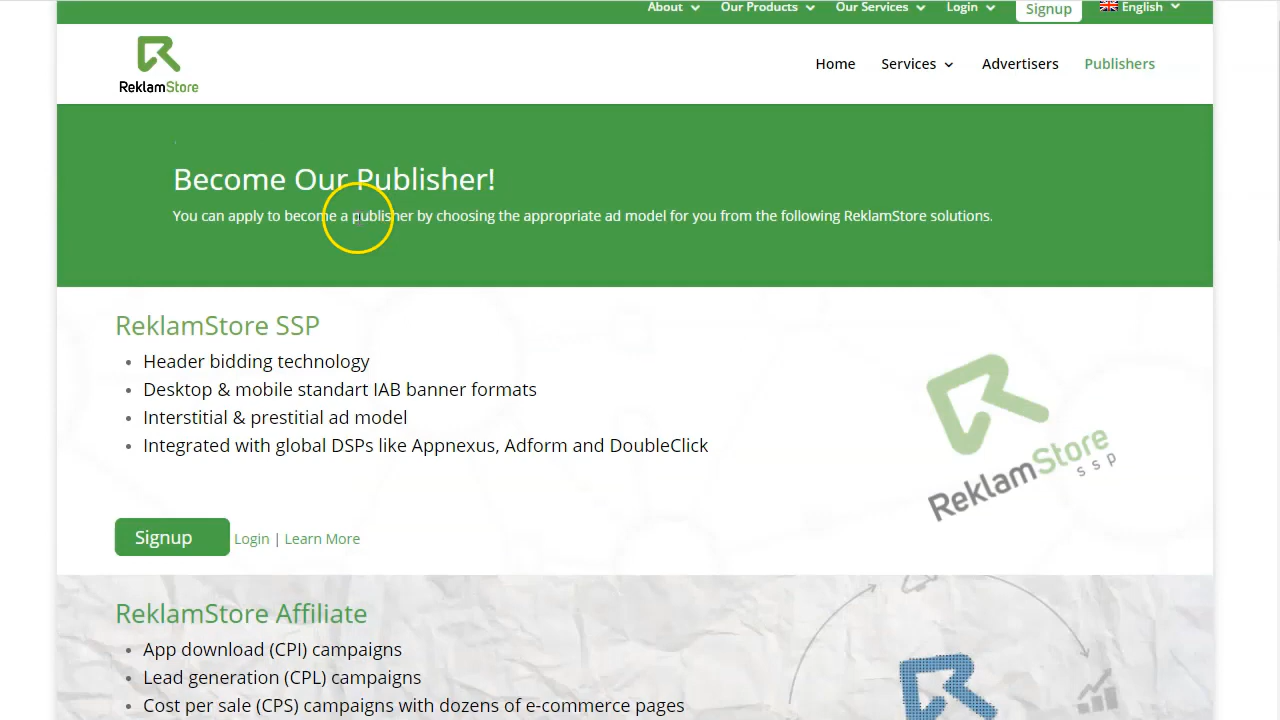 About Our Products Our Services Login Signup English
ReklamStore
Home Services Advertisers Publishers
Become Our Publisher!
You can apply to become a publisher by choosing the appropriate ad model for you from the following ReklamStore solutions.
ReklamStore SSP
Header bidding technology
Desktop & mobile standart IAB banner formats
Interstitial & prestitial ad model
Integrated with global DSPs like Appnexus, Adform and DoubleClick
ReklamStore
ssp
Signup Login | Learn More
ReklamStore Affiliate
App download (CPI) campaigns
Lead generation (CPL) campaigns
Cost per sale (CPS) campaigns with dozens of e-commerce pages